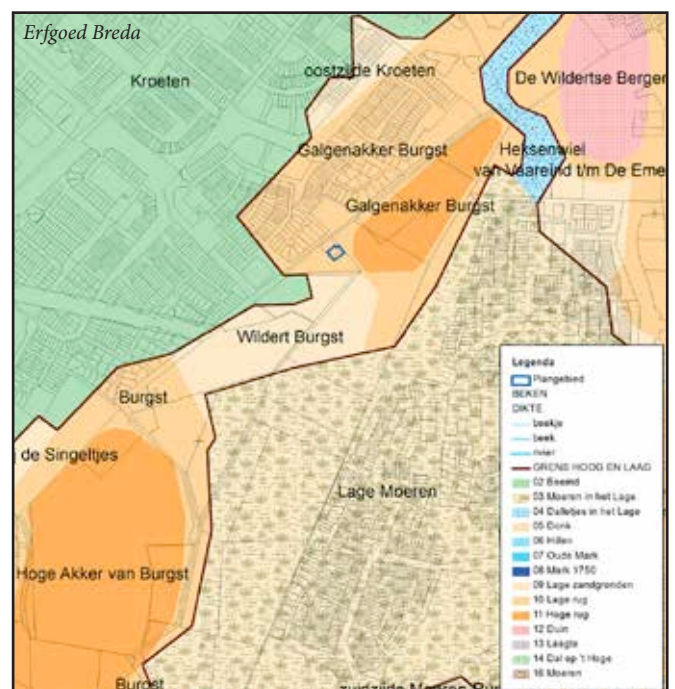 Erfgoed Breda
Kroeten
oostzijde Kroeten
De Wildertse Bergen
Galgenakker Burgst
Heksenwiel
van Vaareind t/m De Eme
Galgenakker Burgst
Wildert Burgst
Burgst
de Singeltjes
Lage Moeren
Hoge Akker van Burgst
Burgst
zuidzijde Moeren Bur
Legenda
Plangebied
BEKEN
DIKTE
beekje
beek
rivier
GRENS HOOG EN LAAG
02 Beemd
03 Moeren in het Lage
04 Dalletjes in het Lage
05 Donk
06 Hillen
07 Oude Mark
08 Mark 1750
09 Lage zandgronden
10 Lage rug
11 Hoge rug
12 Duin
13 Laagte
14 Dal op 't Hoge
16 Moeren